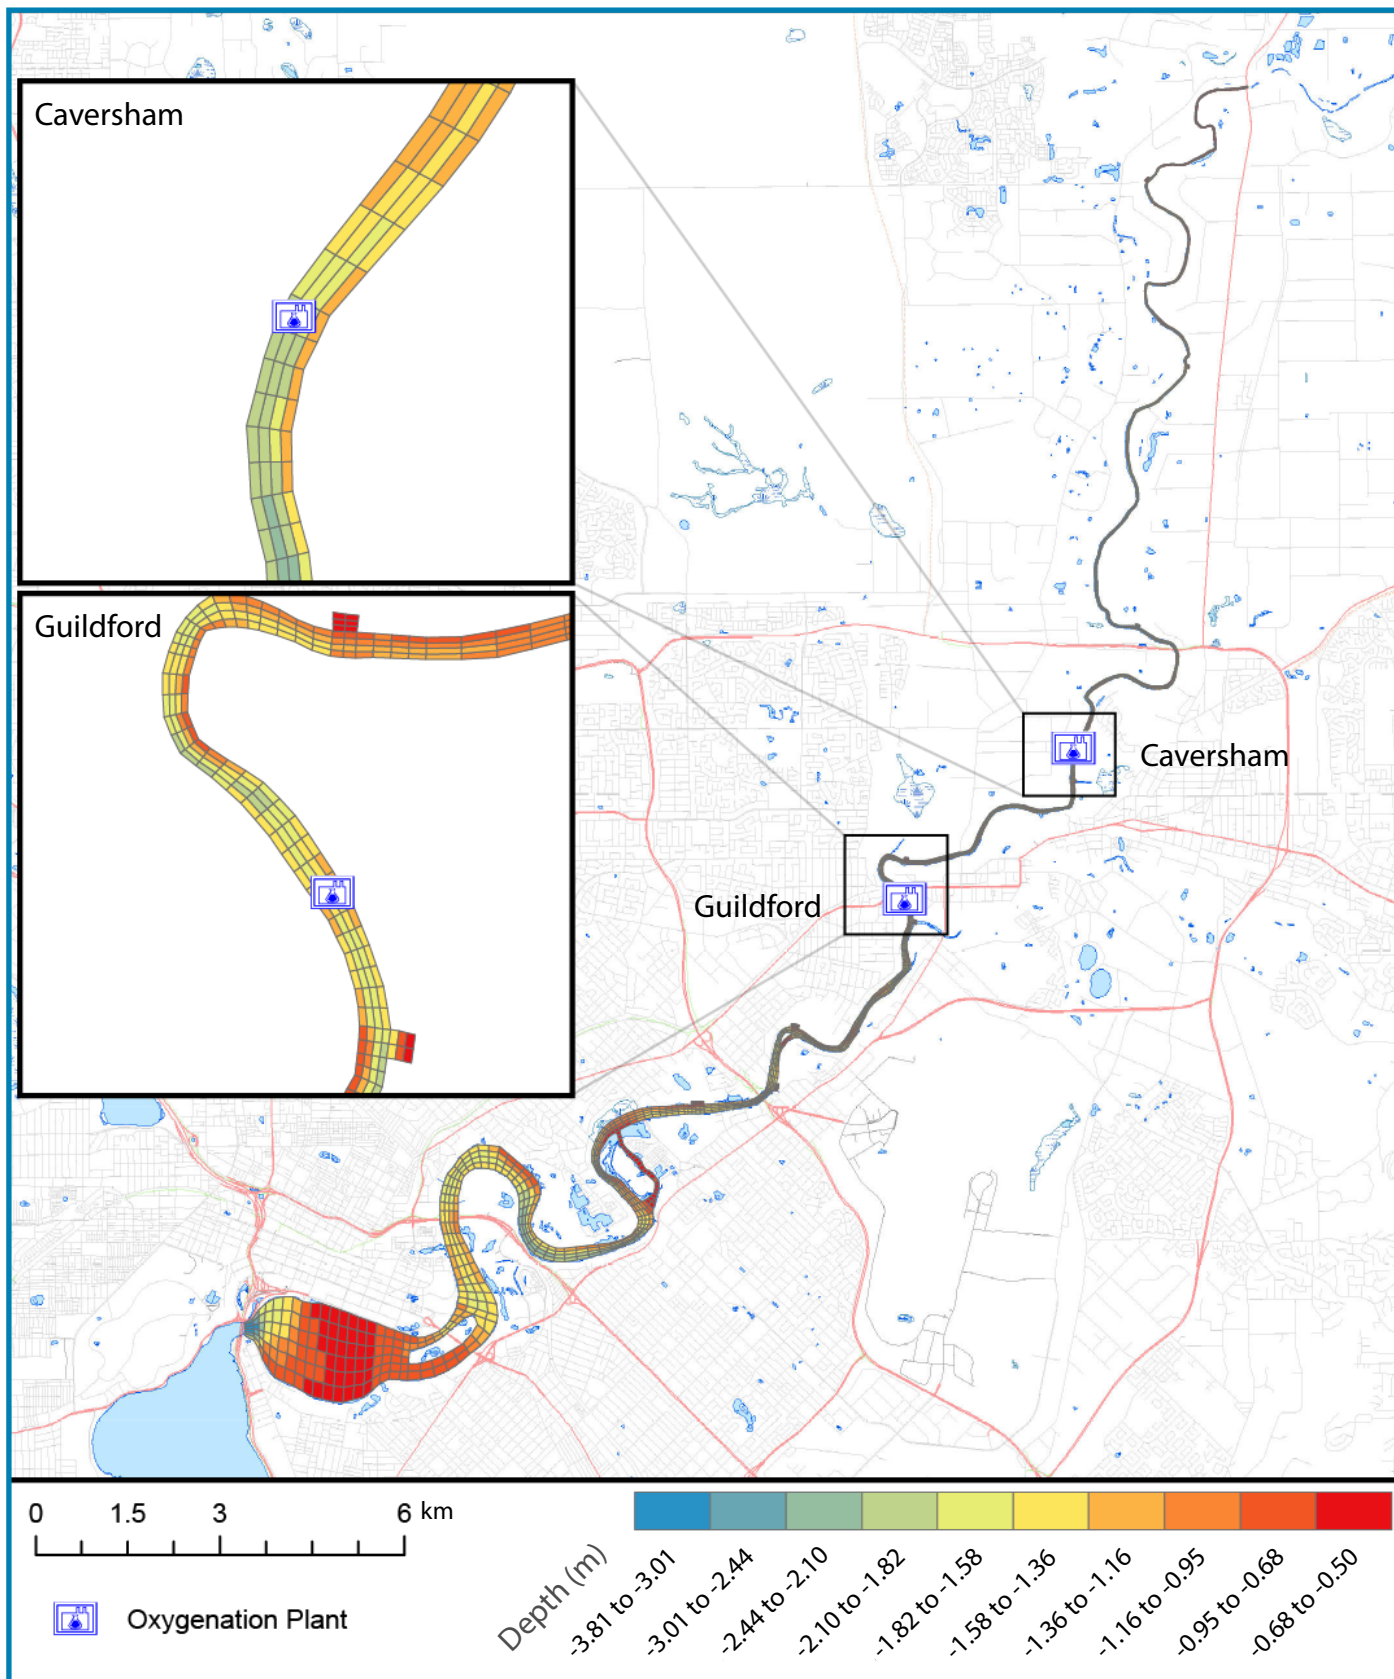 Caversham
Guildford
Caversham
Guildford
0 1.5 3 6 km
Oxygenation Plant
Depth (m)
-3.81 to -3.01
-3.01 to -2.44
-2.44 to -2.10
-2.10 to -1.82
-1.82 to -1.58
-1.58 to -1.36
-1.36 to -1.16
-1.16 to -0.95
-0.95 to -0.68
-0.68 to -0.50